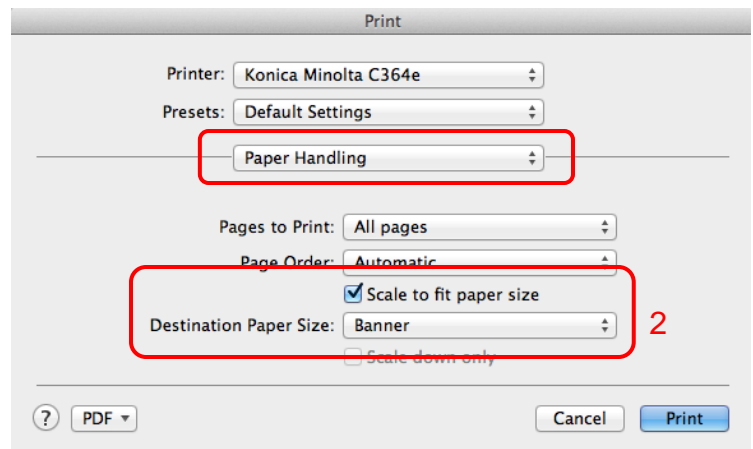 Print
Printer: Konica Minolta C364e
Presets: Default Settings
Paper Handling
Pages to Print: All pages
Page Order: Automatic
Scale to fit paper size
Destination Paper Size: Banner
2
Scale down only
? PDF Cancel Print